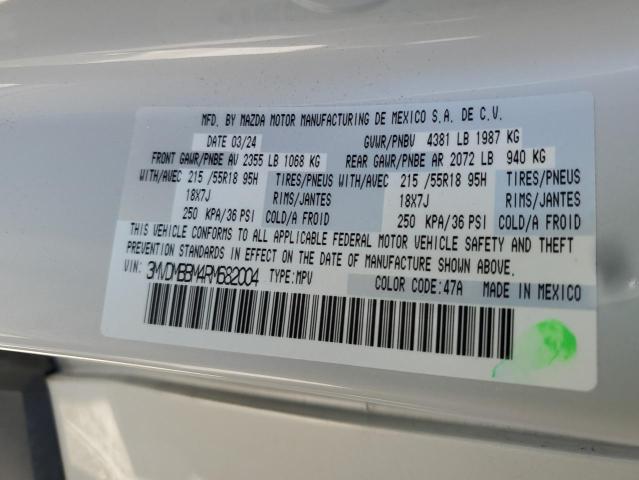 MFD. BY MAZDA MOTOR MANUFACTURING DE MEXICO S.A. DE C.V.
DATE 03/24 GVWR/PNBV 4381 LB 1987 KG
FRONT GAWR/PNBE AV 2355 LB 1068 KG REAR GAWR/PNBE AR 2072 LB 940 KG
WITH/AVEC 215 /55R18 95H TIRES/PNEUS WITH/AVEC 215 /55R18 95H TIRES/PNEUS
18X7J RIMS/JANTES 18X7J RIMS/JANTES
250 KPA/36 PSI COLD/A FROID 250 KPA/36 PSI COLD/A FROID
THIS VEHICLE CONFORMS TO ALL APPLICABLE FEDERAL MOTOR VEHICLE SAFETY AND THEFT
PREVENTION STANDARDS IN EFFECT ON THE DATE OF MANUFACTURE SHOWN ABOVE.
VIN: 3MVDMBBM4RM682004 TYPE:MPV COLOR CODE:47A MADE IN MEXICO